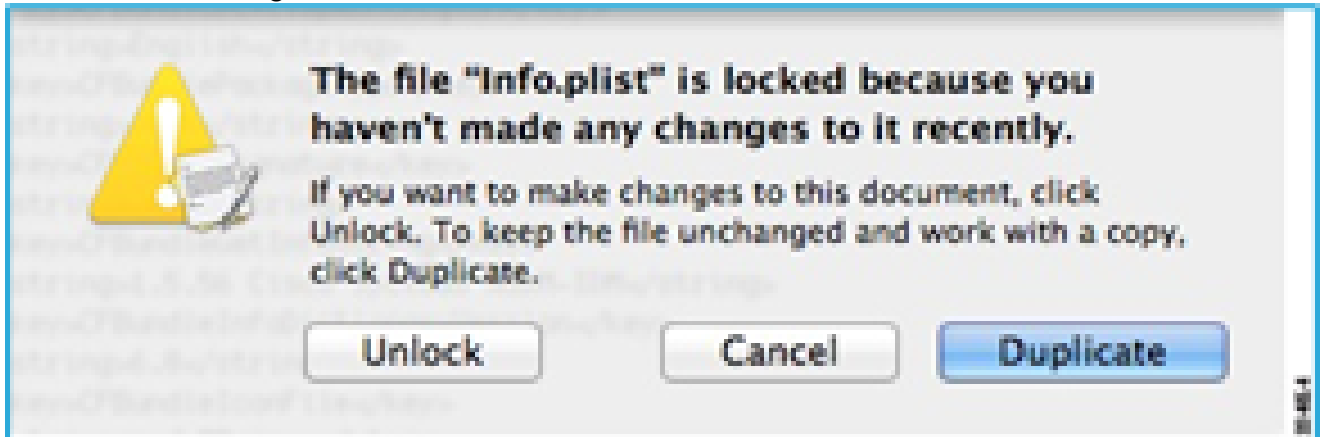 The file "Info.plist" is locked because you
haven't made any changes to it recently.
If you want to make changes to this document, click
Unlock. To keep the file unchanged and work with a copy,
click Duplicate.
Unlock
Cancel
Duplicate